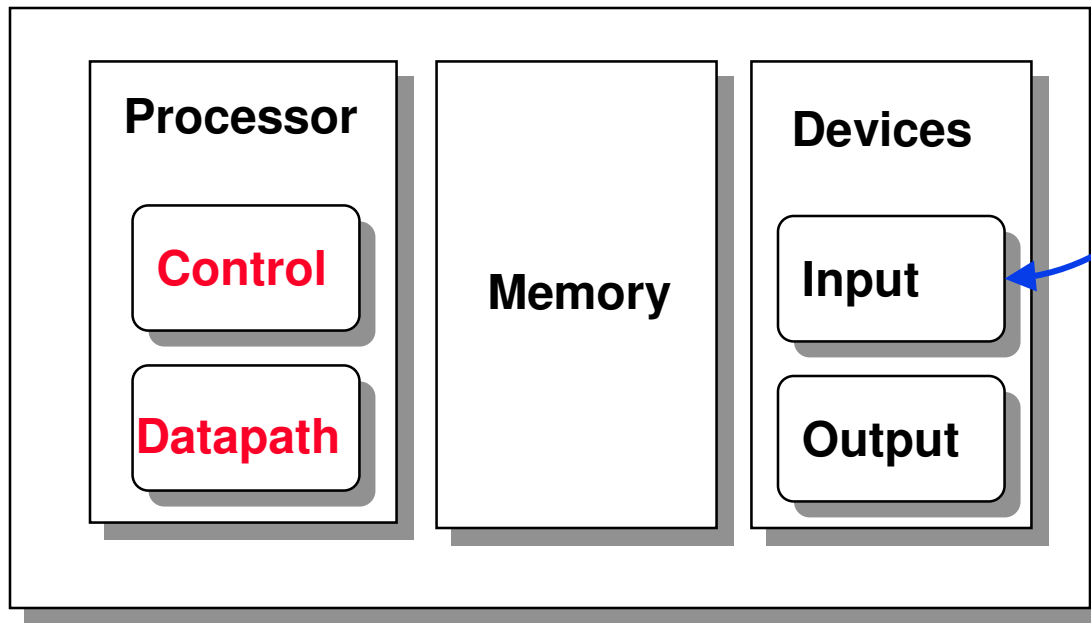 Processor
Control
Datapath
Memory
Devices
Input
Output